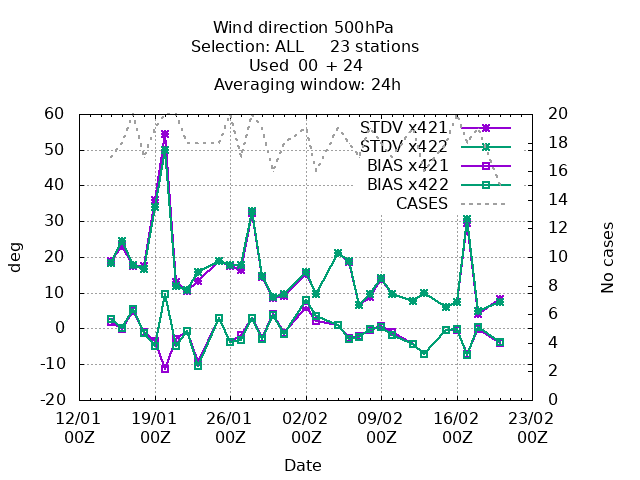 Wind direction 500hPa
Selection: ALL 23 stations
Used 00 + 24
Averaging window: 24h
60
50
40
30
20
10
0
-10
-20
deg
20
18
16
14
12
10
8
6
4
2
0
No cases
STDV x421
STDV x422
BIAS x421
BIAS x422
CASES
12/01 19/01 26/01 02/02 09/02 16/02 23/02
00Z 00Z 00Z 00Z 00Z 00Z 00Z
Date